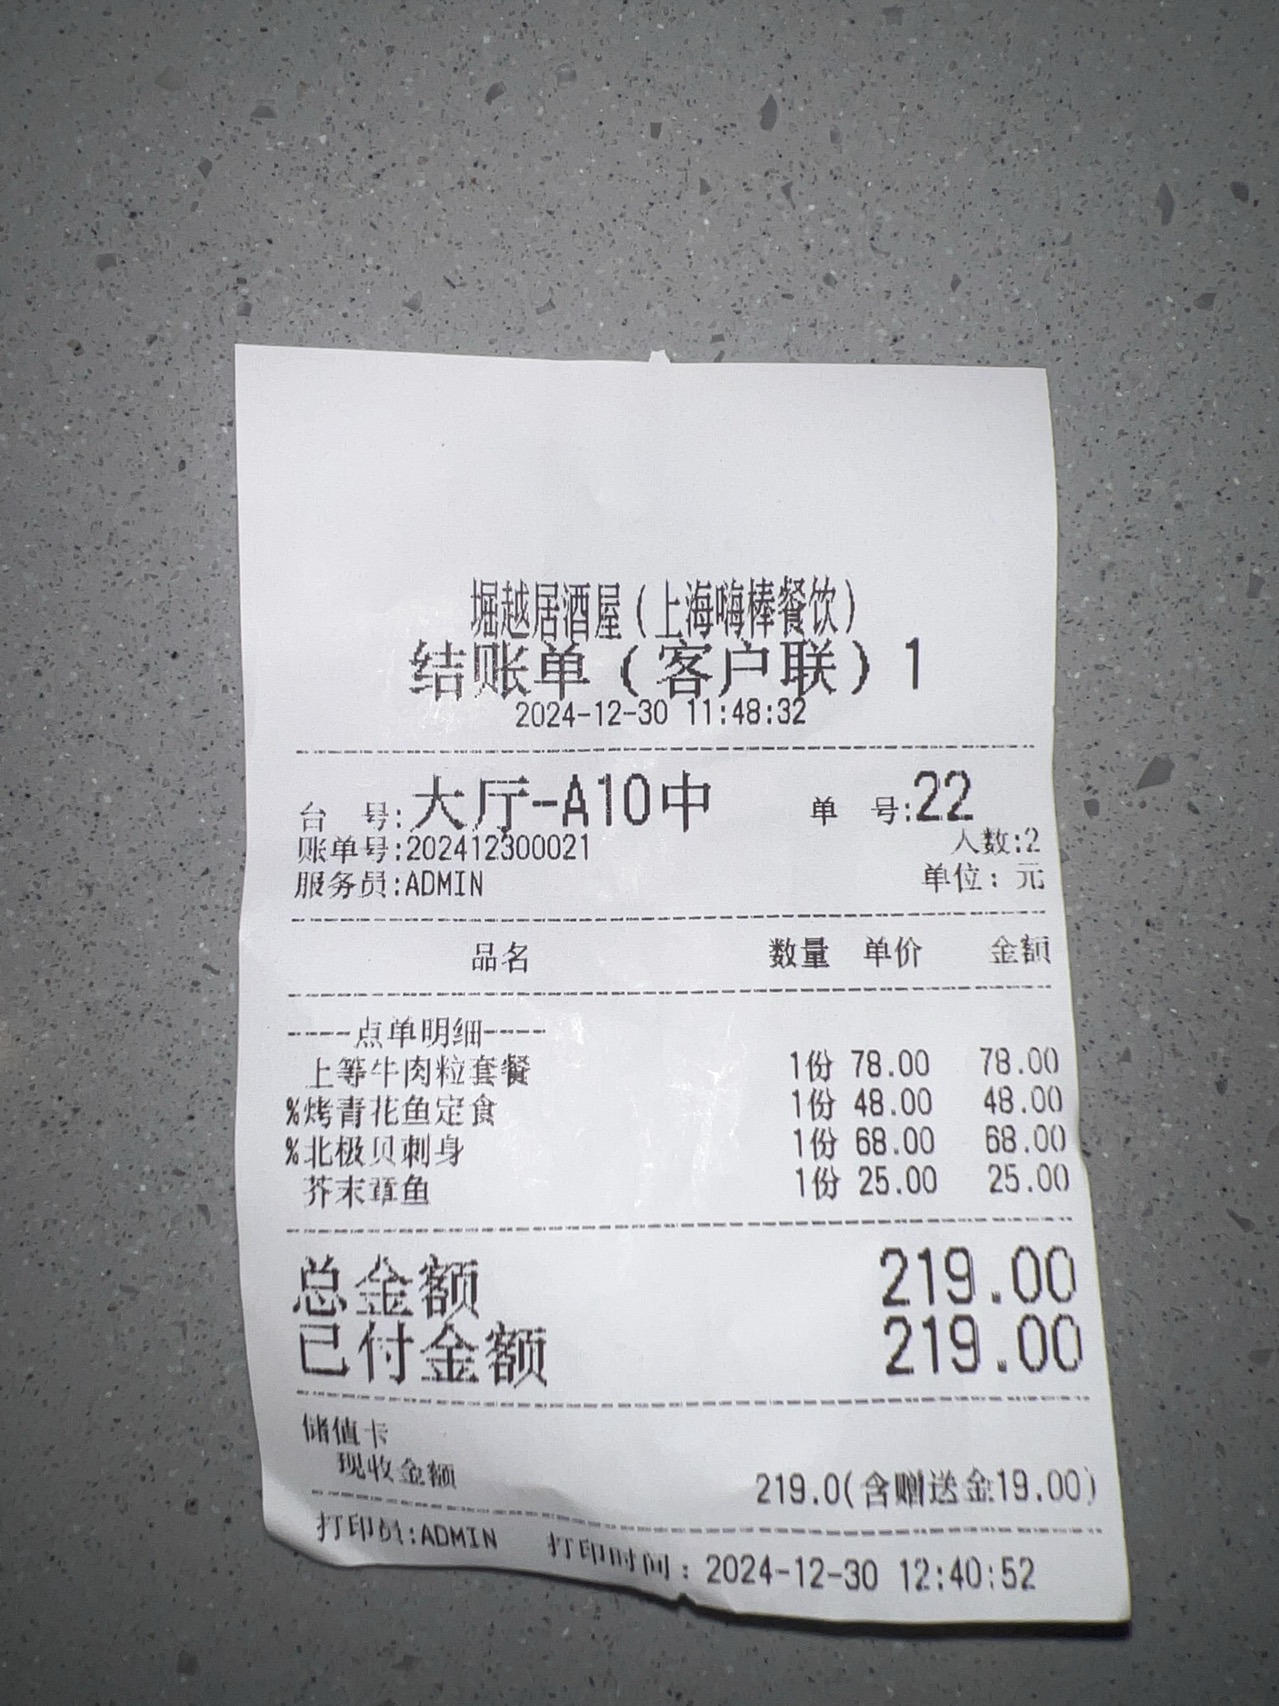 堀越居酒屋(上海嗨棒餐饮)
结账单(客户联)1
2024-12-30 11:48:32
台 号:大厅-A10中 单 号:22
账单号:202412300021 人数:2
服务员:ADMIN 单位: 元
品名 数量 单价 金额
----点单明细----
上等牛肉粒套餐 1份 78.00 78.00
%烤青花鱼定食 1份 48.00 48.00
%北极贝刺身 1份 68.00 68.00
芥末章鱼 1份 25.00 25.00
总金额 219.00
已付金额 219.00
储值卡
现收金额 219.0(含赠送金19.00)
打印员:ADMIN 打印时间: 2024-12-30 12:40:52